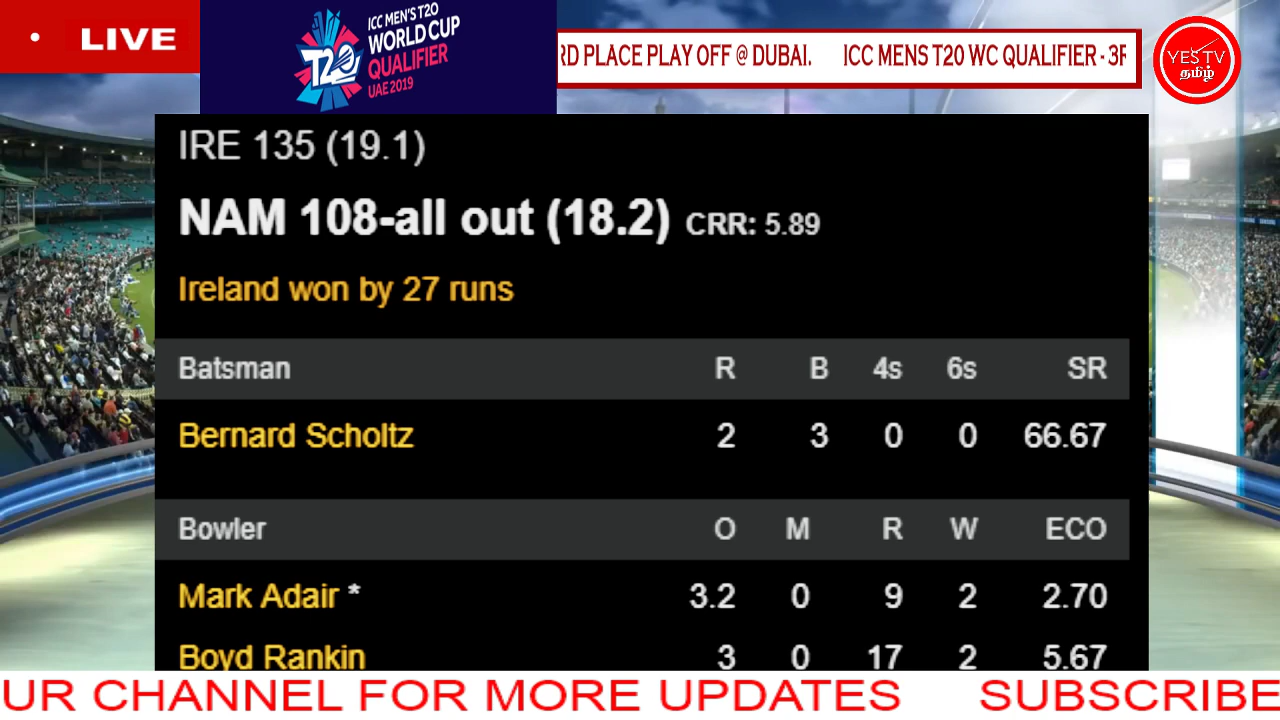 • LIVE
ICC MEN'S T20
WORLD CUP
QUALIFIER
UAE 2019
T20
RD PLACE PLAY OFF @ DUBAI. ICC MENS T20 WC QUALIFIER - 3R
YES TV
தமிழ்
IRE 135 (19.1)
NAM 108-all out (18.2) CRR: 5.89
Ireland won by 27 runs
Batsman R B 4s 6s SR
Bernard Scholtz 2 3 0 0 66.67
Bowler O M R W ECO
Mark Adair * 3.2 0 9 2 2.70
Boyd Rankin 3 0 17 2 5.67
UR CHANNEL FOR MORE UPDATES SUBSCRIBE